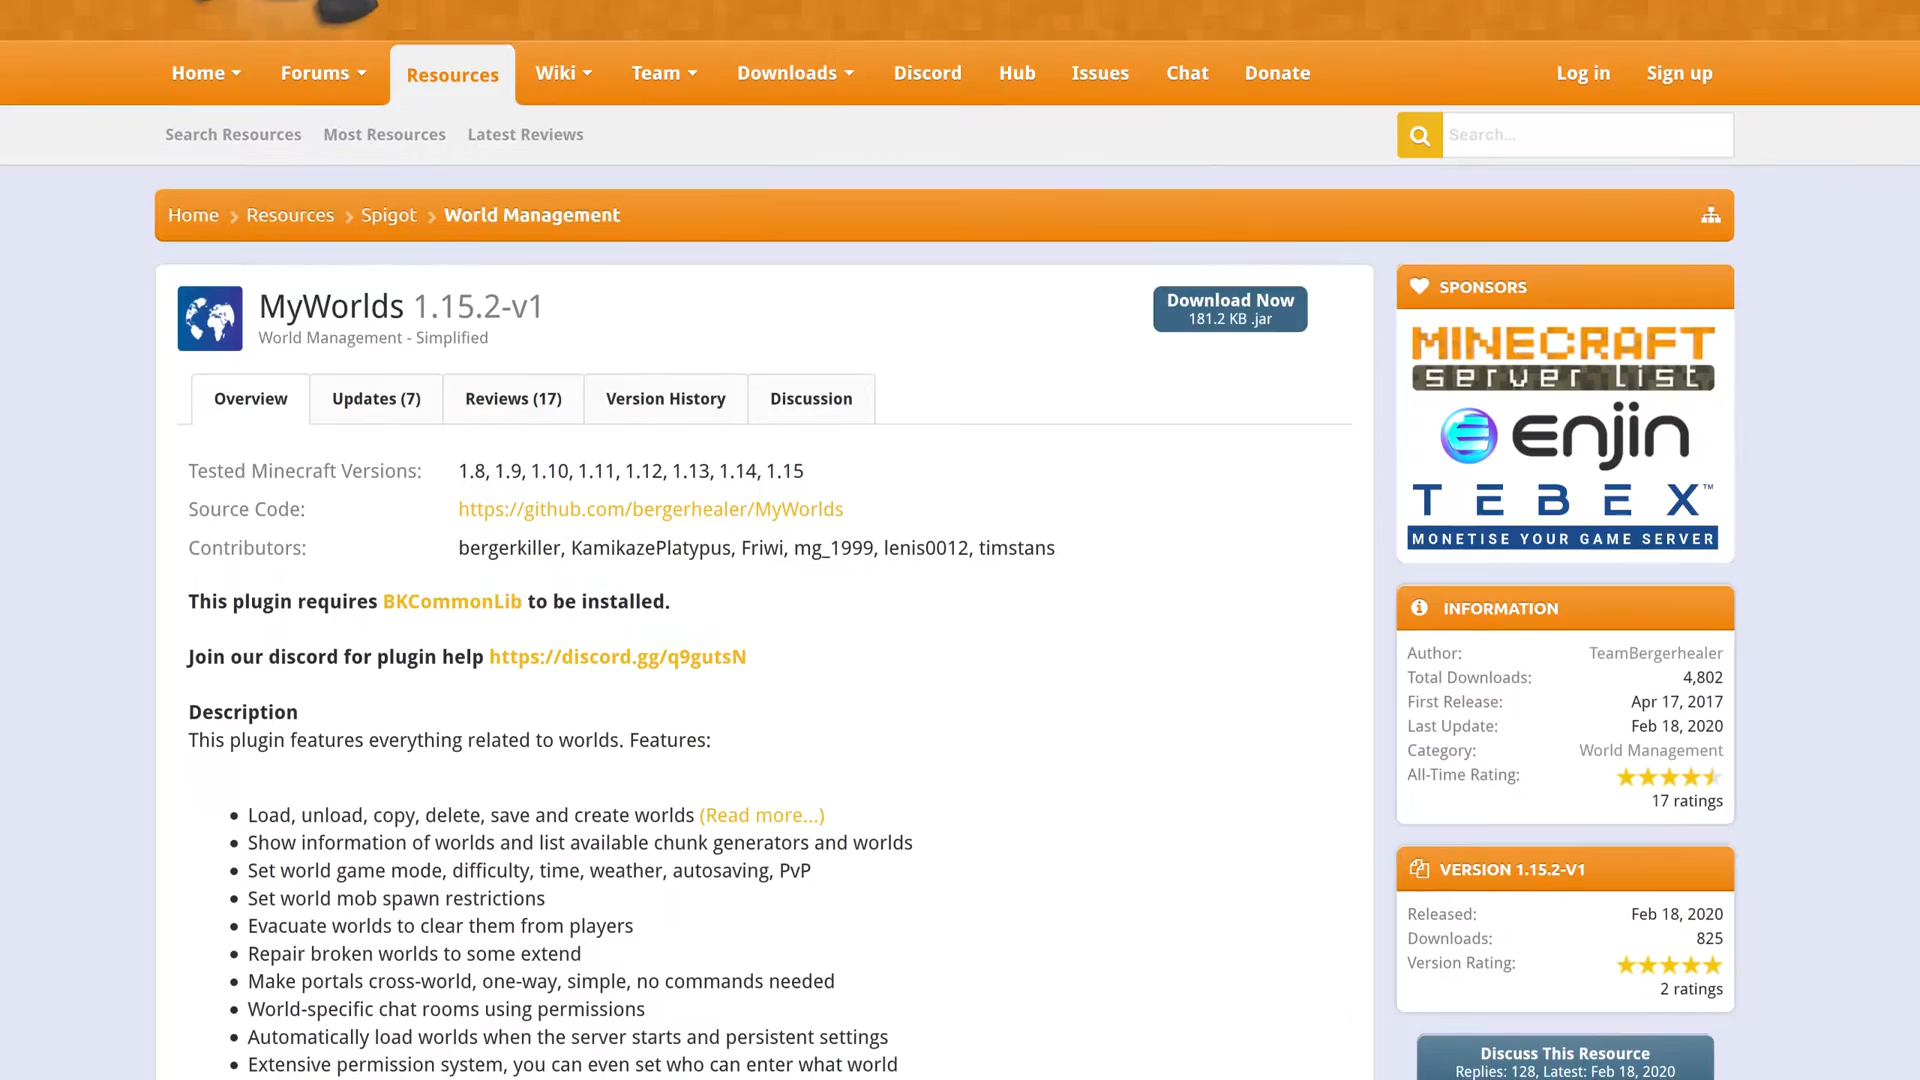 Home Forums Resources Wiki Team Downloads Discord Hub Issues Chat Donate Log in Sign up
Search Resources Most Resources Latest Reviews Search...
Home Resources Spigot World Management
MyWorlds 1.15.2-v1
World Management - Simplified
Download Now
181.2 KB .jar
Overview Updates (7) Reviews (17) Version History Discussion
Tested Minecraft Versions: 1.8, 1.9, 1.10, 1.11, 1.12, 1.13, 1.14, 1.15
Source Code: https://github.com/bergerhealer/MyWorlds
Contributors: bergerkiller, KamikazePlatypus, Friwi, mg_1999, lenis0012, timstans
This plugin requires BKCommonLib to be installed.
Join our discord for plugin help https://discord.gg/q9gutsN
Description
This plugin features everything related to worlds. Features:
• Load, unload, copy, delete, save and create worlds (Read more...)
• Show information of worlds and list available chunk generators and worlds
• Set world game mode, difficulty, time, weather, autosaving, PvP
• Set world mob spawn restrictions
• Evacuate worlds to clear them from players
• Repair broken worlds to some extend
• Make portals cross-world, one-way, simple, no commands needed
• World-specific chat rooms using permissions
• Automatically load worlds when the server starts and persistent settings
• Extensive permission system, you can even set who can enter what world
SPONSORS
MINECRAFT
server list
enjin
TEBEX™
MONETISE YOUR GAME SERVER
INFORMATION
Author: TeamBergerhealer
Total Downloads: 4,802
First Release: Apr 17, 2017
Last Update: Feb 18, 2020
Category: World Management
All-Time Rating:
17 ratings
VERSION 1.15.2-V1
Released: Feb 18, 2020
Downloads: 825
Version Rating:
2 ratings
Discuss This Resource
Replies: 128, Latest: Feb 18, 2020